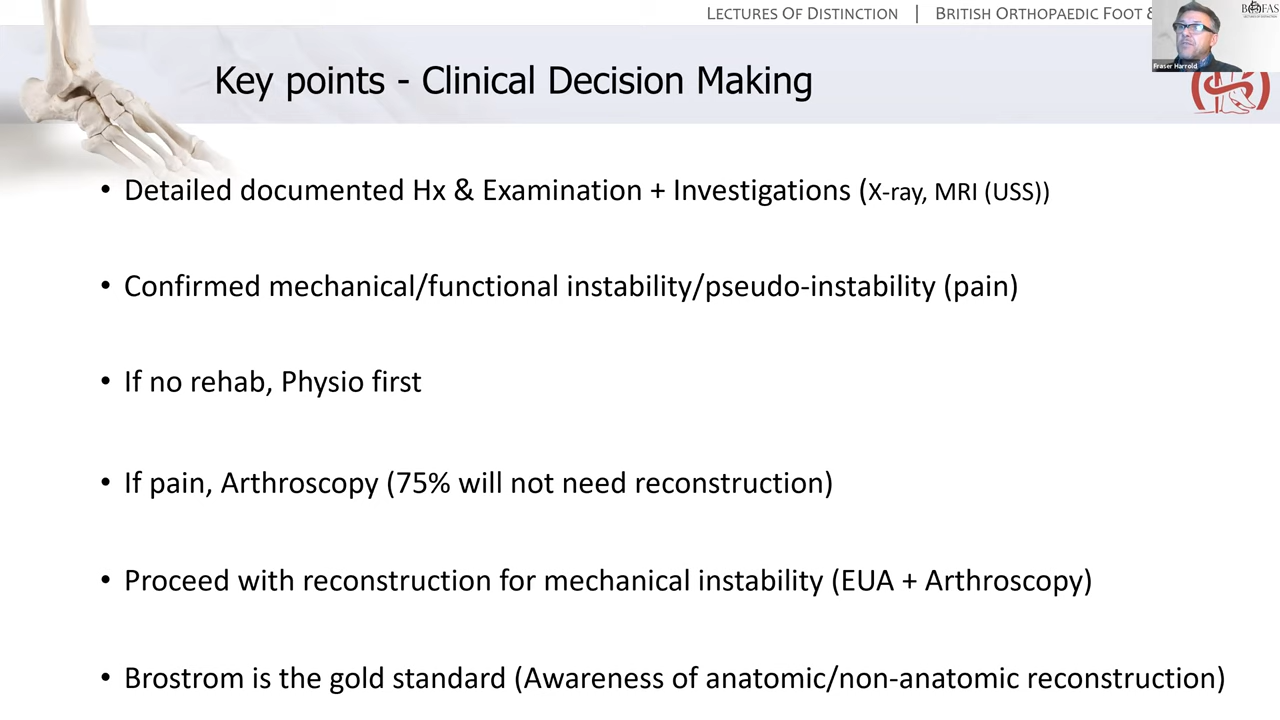 LECTURES OF DISTINCTION | BRITISH ORTHOPAEDIC FOOT &
BOFAS
Fraser Harrold
Key points - Clinical Decision Making
• Detailed documented Hx & Examination + Investigations (X-ray, MRI (USS))
• Confirmed mechanical/functional instability/pseudo-instability (pain)
• If no rehab, Physio first
• If pain, Arthroscopy (75% will not need reconstruction)
• Proceed with reconstruction for mechanical instability (EUA + Arthroscopy)
• Brostrom is the gold standard (Awareness of anatomic/non-anatomic reconstruction)